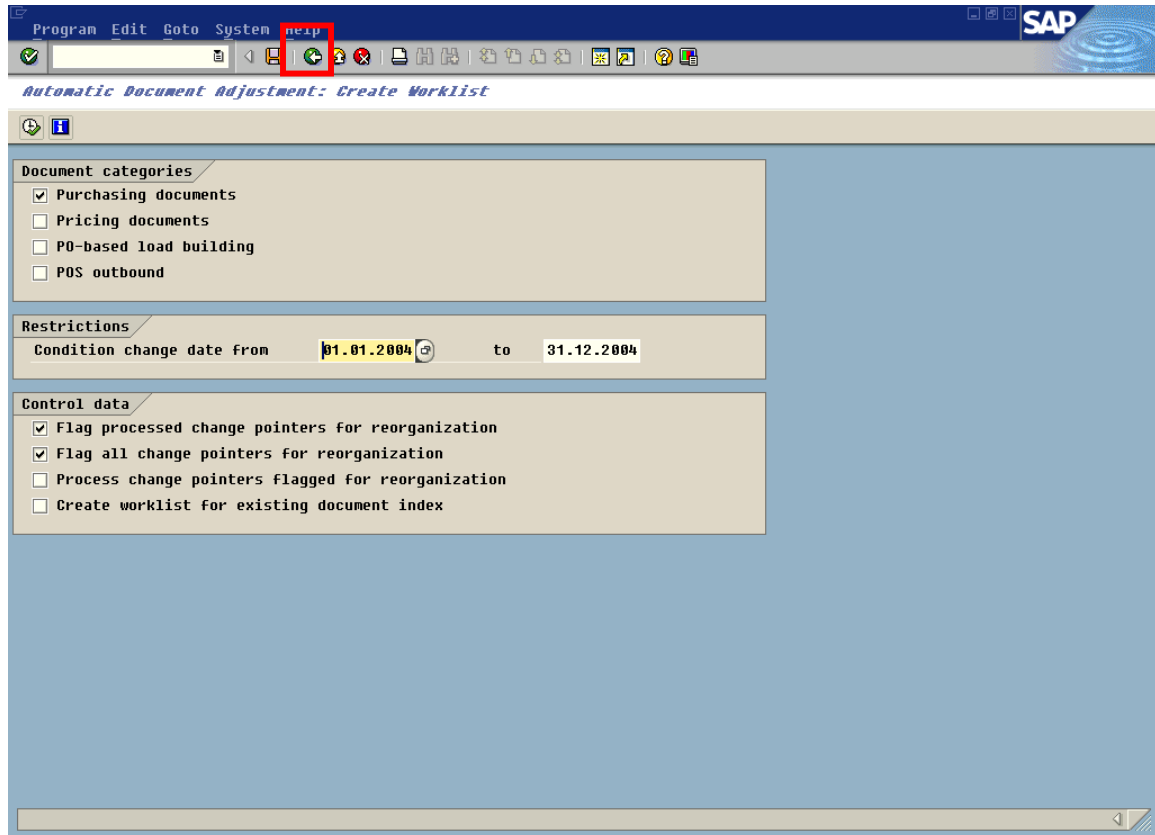 Program Edit Goto System Help
SAP
Automatic Document Adjustment: Create Worklist
Document categories
Purchasing documents
Pricing documents
PO-based load building
POS outbound
Restrictions
Condition change date from 01.01.2004 to 31.12.2004
Control data
Flag processed change pointers for reorganization
Flag all change pointers for reorganization
Process change pointers flagged for reorganization
Create worklist for existing document index